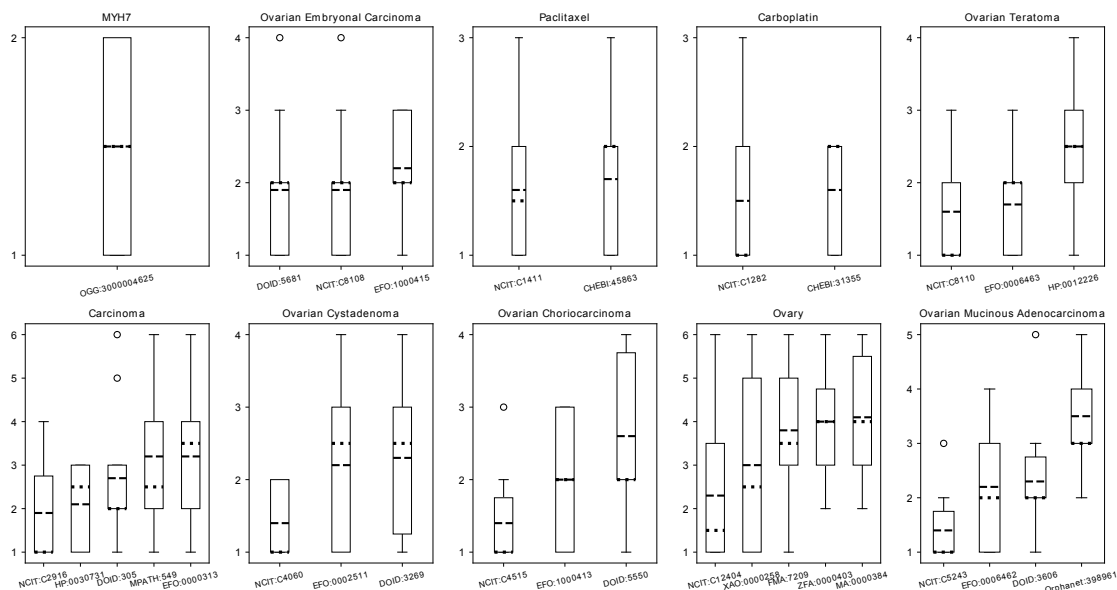 MYH7
2
1
OGG:3000004625
Ovarian Embryonal Carcinoma
4
3
2
1
DOID:5681
NCIT:C8108
EFO:1000415
Paclitaxel
3
2
1
NCIT:C1411
CHEBI:45863
Carboplatin
3
2
1
NCIT:C1282
CHEBI:31355
Ovarian Teratoma
4
3
2
1
NCIT:C8110
EFO:0006463
HP:0012226
Carcinoma
6
5
4
3
2
1
NCIT:C2916
HP:0030731
DOID:305
MPATH:549
EFO:0000313
Ovarian Cystadenoma
4
3
2
1
NCIT:C4060
EFO:0002511
DOID:3269
Ovarian Choriocarcinoma
4
3
2
1
NCIT:C4515
EFO:1000413
DOID:5550
Ovary
6
5
4
3
2
1
NCIT:C12404
XAO:0000258
FMA:7209
ZFA:0000403
MA:0000384
Ovarian Mucinous Adenocarcinoma
5
4
3
2
1
NCIT:C5243
EFO:0006462
DOID:3606
Orphanet:398961